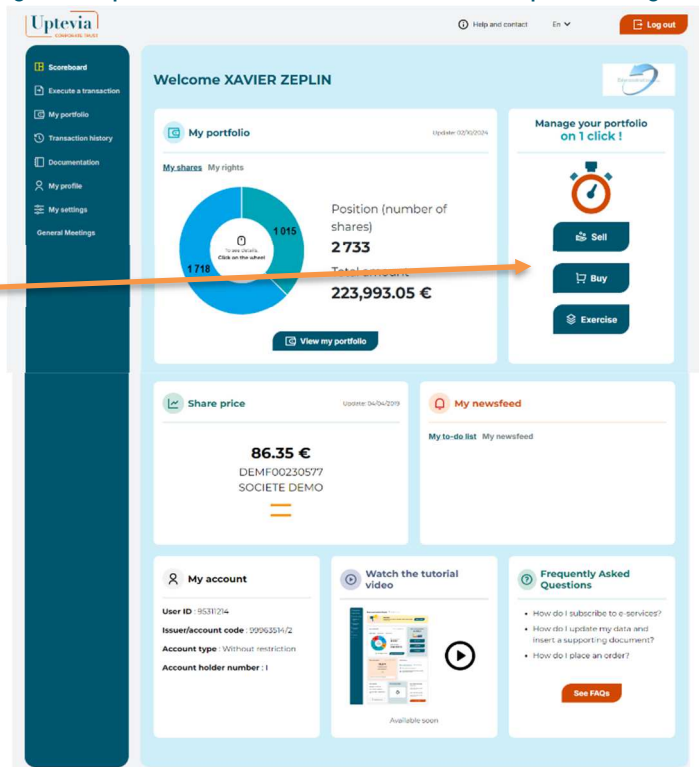 Uptevia
CORPORATE TRUST
Help and contact
En
Log out
Scoreboard
Execute a transaction
My portfolio
Transaction history
Documentation
My profile
My settings
General Meetings
Welcome XAVIER ZEPLIN
My portfolio
Update: 02/10/2024
My shares My rights
1 015
1 718
To see details,
Click on the wheel
Position (number of
shares)
2 733
Total amount
223,993.05 €
View my portfolio
Manage your portfolio
on 1 click !
Sell
Buy
Exercise
Share price
Update: 04/04/2019
86.35 €
DEMF00230577
SOCIETE DEMO
My newsfeed
My to-do list My newsfeed
My account
User ID : 95311214
Issuer/account code : 99963514/2
Account type : Without restriction
Account holder number : 1
Watch the tutorial
video
Available soon
Frequently Asked
Questions
• How do I subscribe to e-services?
• How do I update my data and
insert a supporting document?
• How do I place an order?
See FAQs